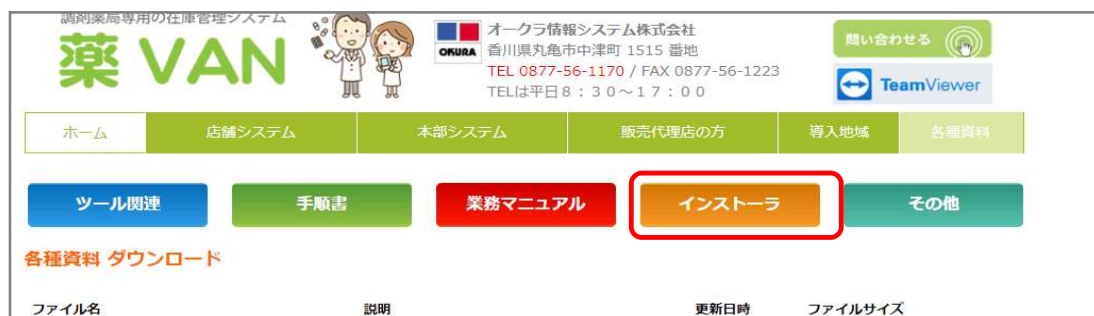 調剤薬局専用の在庫管理システム
薬VAN
OKURA
オークラ情報システム株式会社
香川県丸亀市中津町 1515 番地
TEL 0877-56-1170 / FAX 0877-56-1223
TELは平日8：30～17：00
問い合わせる
TeamViewer
ホーム 店舗システム 本部システム 販売代理店の方 導入地域 各種資料
ツール関連 手順書 業務マニュアル インストーラ その他
各種資料 ダウンロード
ファイル名 説明 更新日時 ファイルサイズ